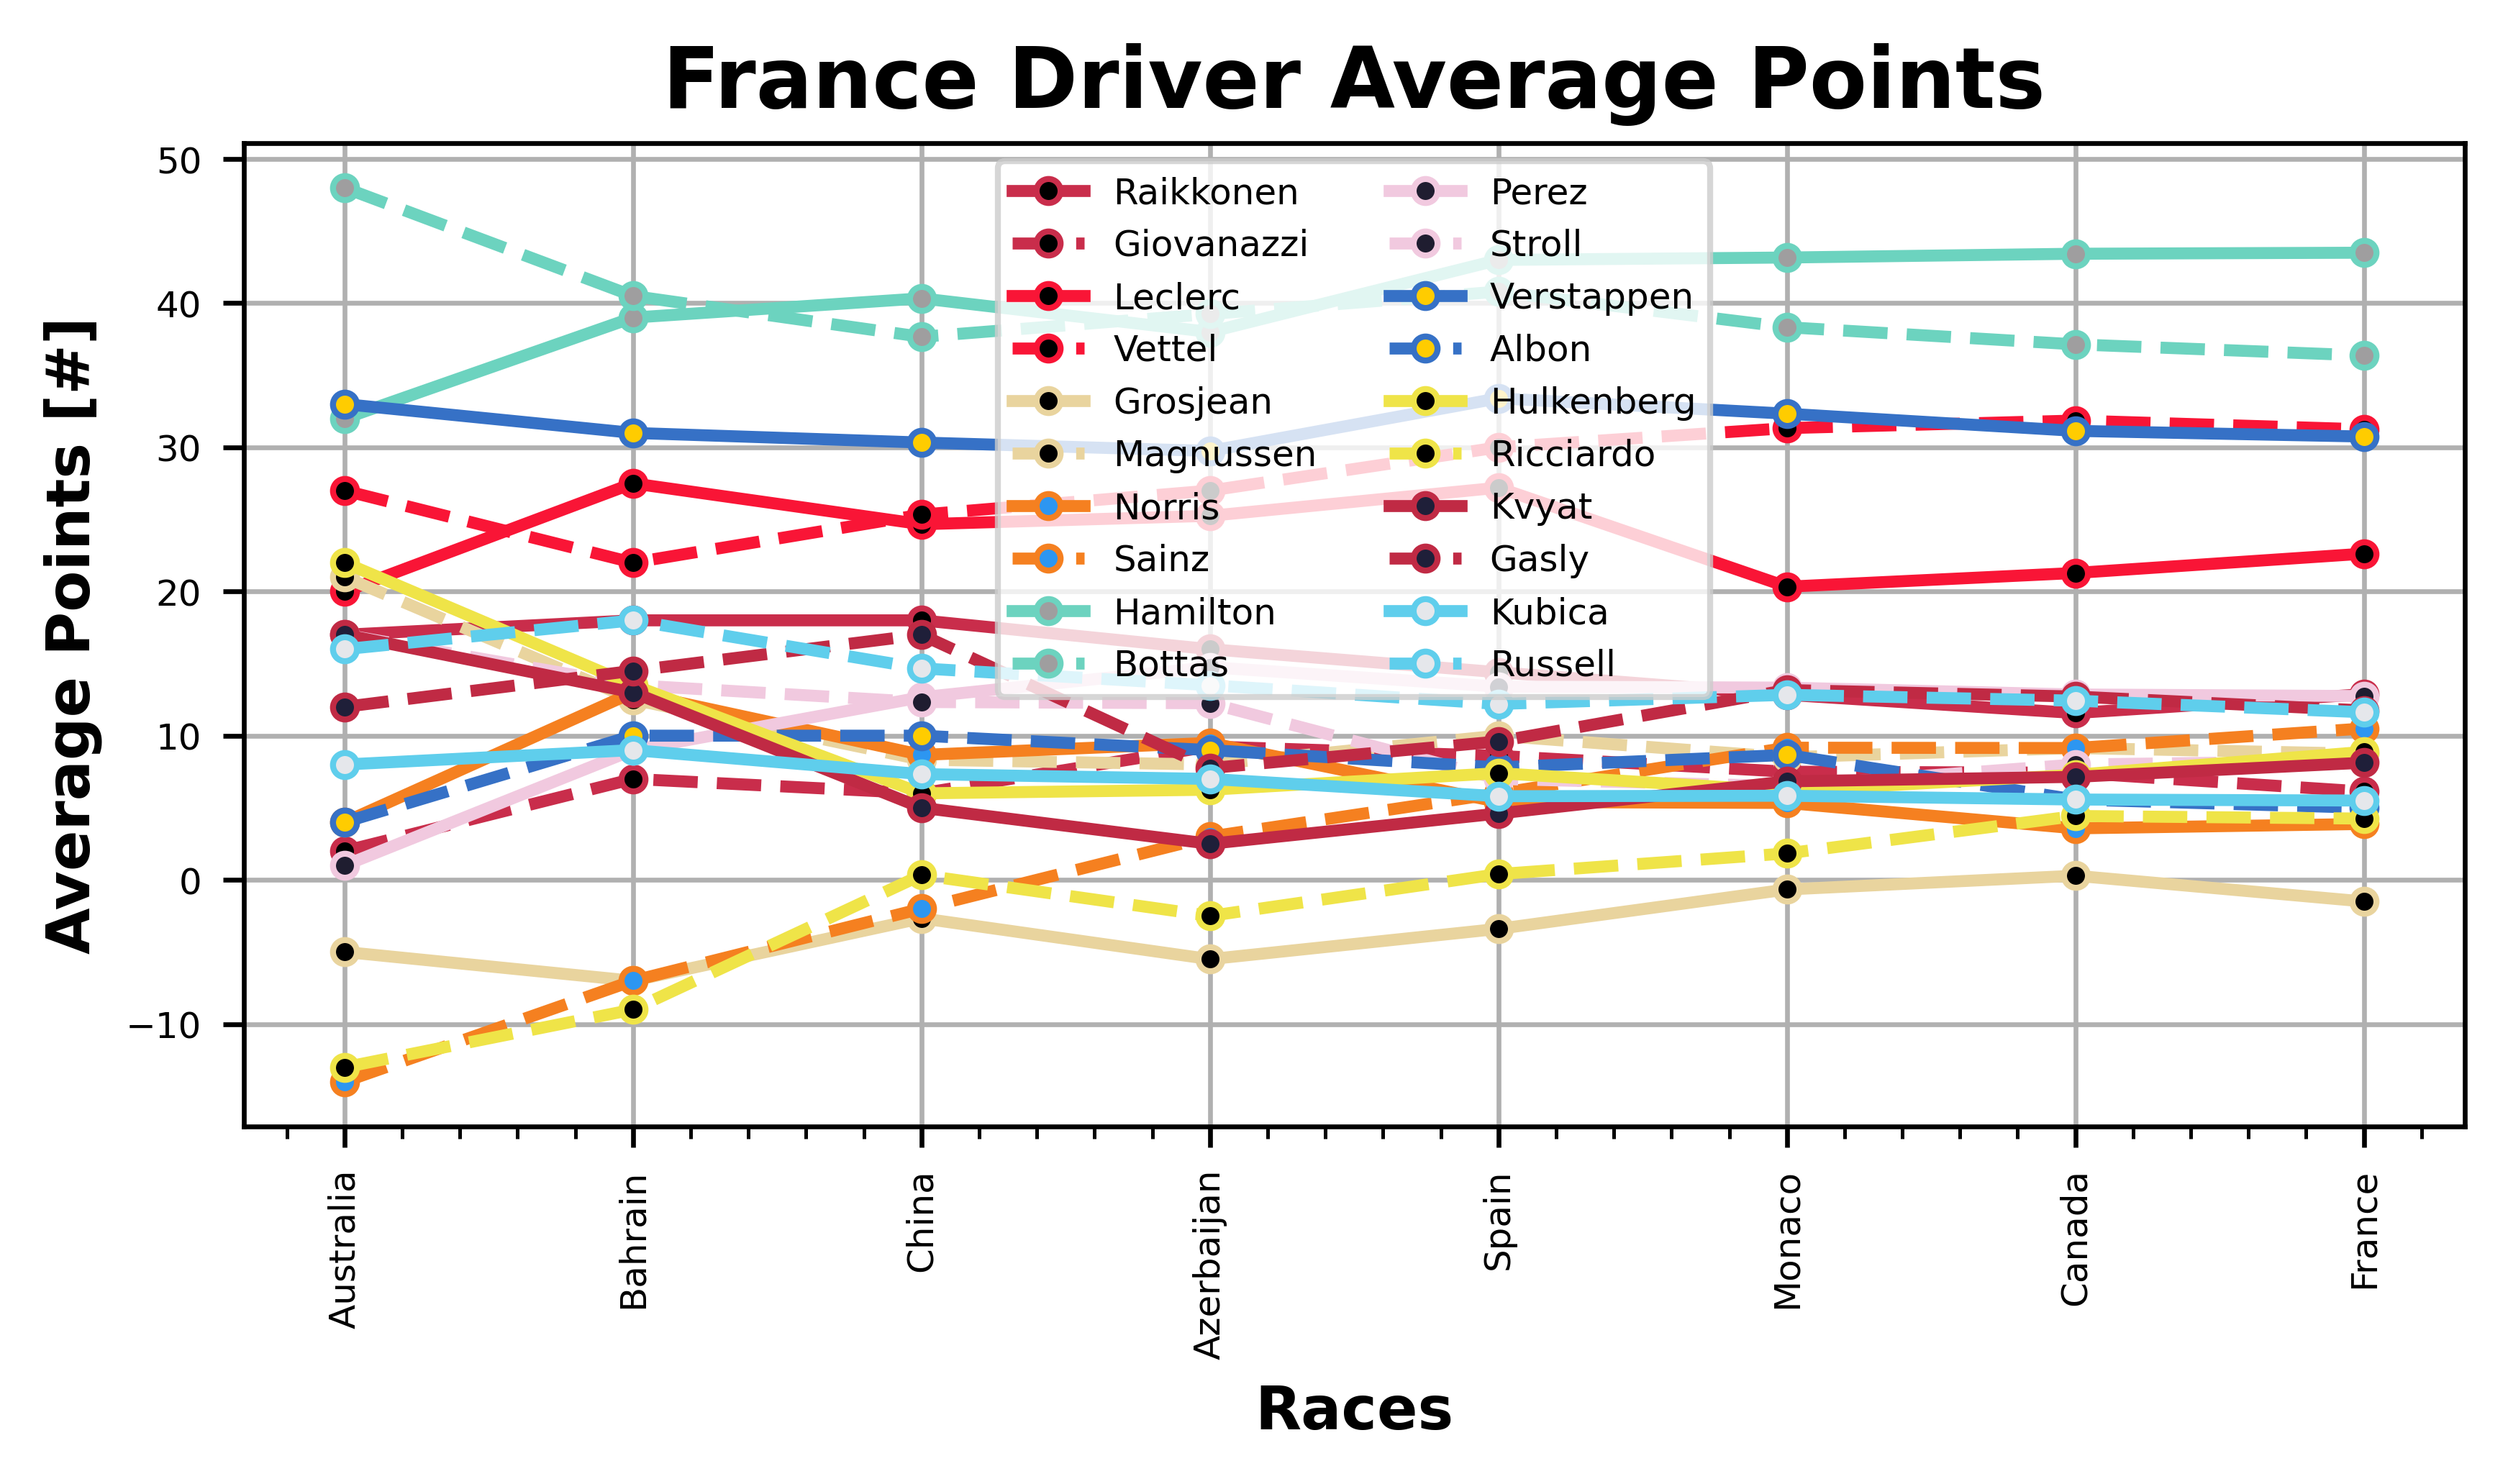 France Driver Average Points
Average Points [#]
50
40
30
20
10
0
−10
Raikkonen
Giovanazzi
Leclerc
Vettel
Grosjean
Magnussen
Norris
Sainz
Hamilton
Bottas
Perez
Stroll
Verstappen
Albon
Hulkenberg
Ricciardo
Kvyat
Gasly
Kubica
Russell
Australia
Bahrain
China
Azerbaijan
Spain
Monaco
Canada
France
Races